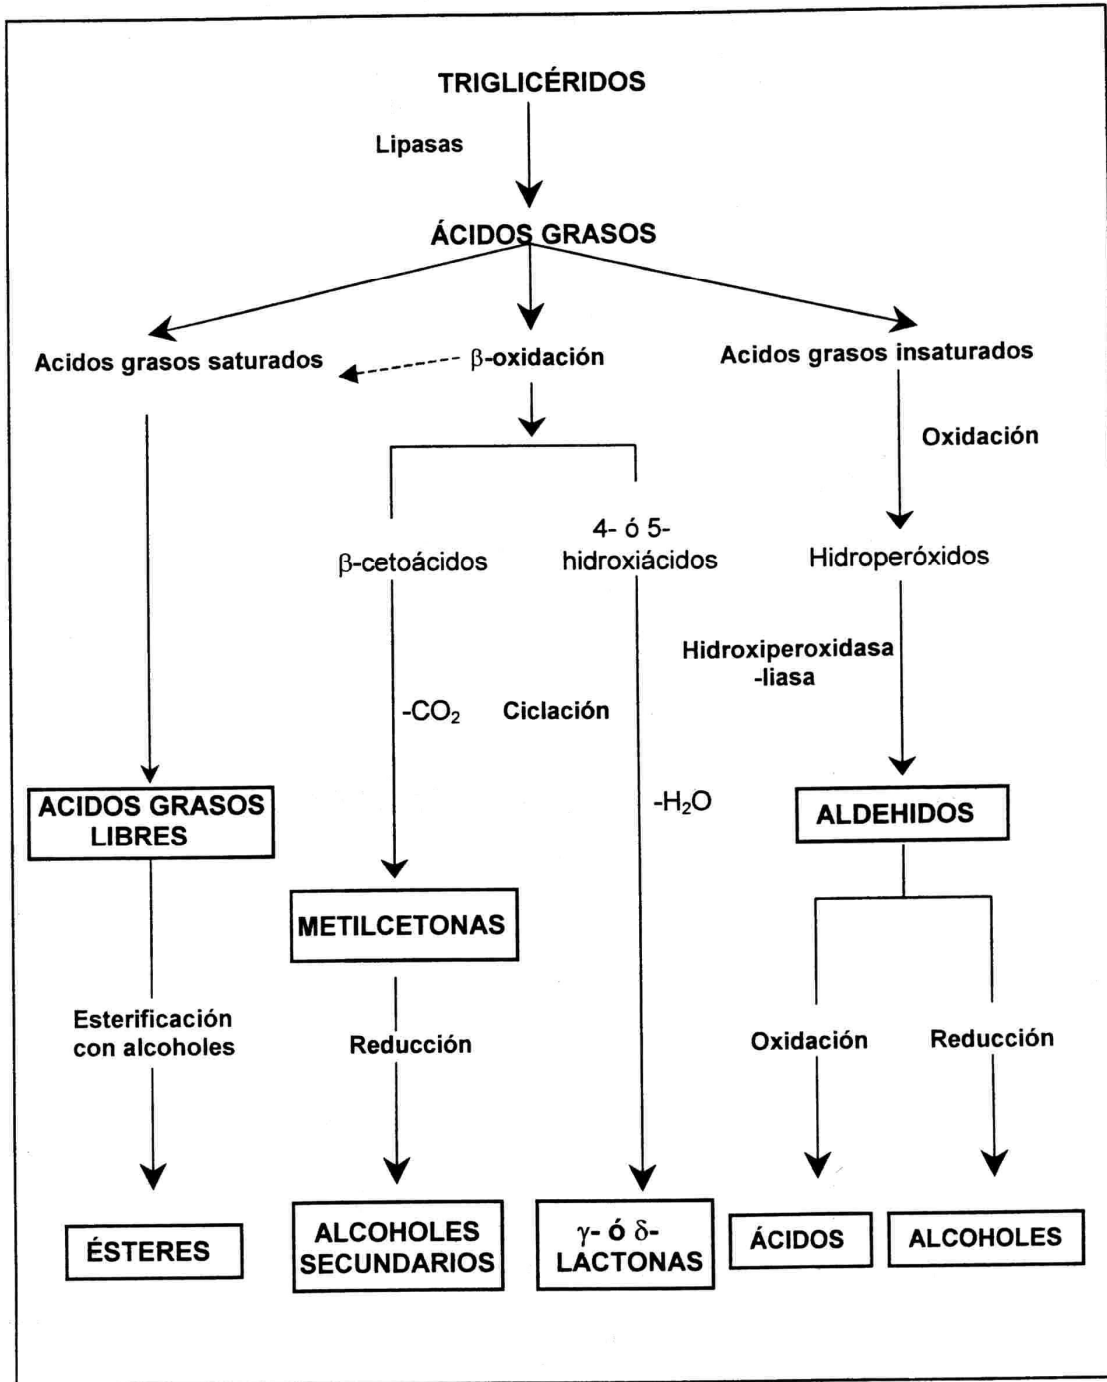 TRIGLICÉRIDOS
Lipasas
ÁCIDOS GRASOS
Acidos grasos saturados
β-oxidación
Acidos grasos insaturados
Oxidación
β-cetoácidos
4- ó 5-
hidroxiácidos
Hidroperóxidos
Hidroxiperoxidasa
-liasa
-CO₂
Ciclación
-H₂O
ACIDOS GRASOS
LIBRES
ALDEHIDOS
METILCETONAS
Esterificación
con alcoholes
Reducción
Oxidación
Reducción
ÉSTERES
ALCOHOLES
SECUNDARIOS
γ- ó δ-
LACTONAS
ÁCIDOS
ALCOHOLES